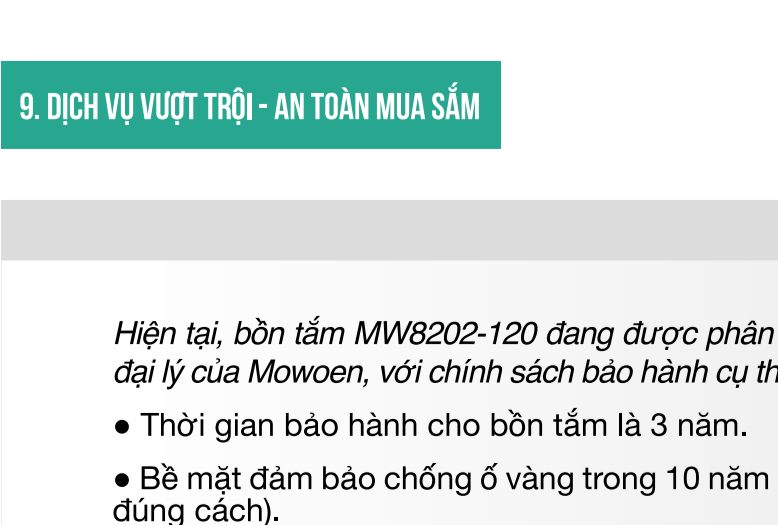 9. DỊCH VỤ VƯỢT TRỘI - AN TOÀN MUA SẮM
Hiện tại, bồn tắm MW8202-120 đang được phân
đại lý của Mowoen, với chính sách bảo hành cụ th
● Thời gian bảo hành cho bồn tắm là 3 năm.
● Bề mặt đảm bảo chống ố vàng trong 10 năm
đúng cách).